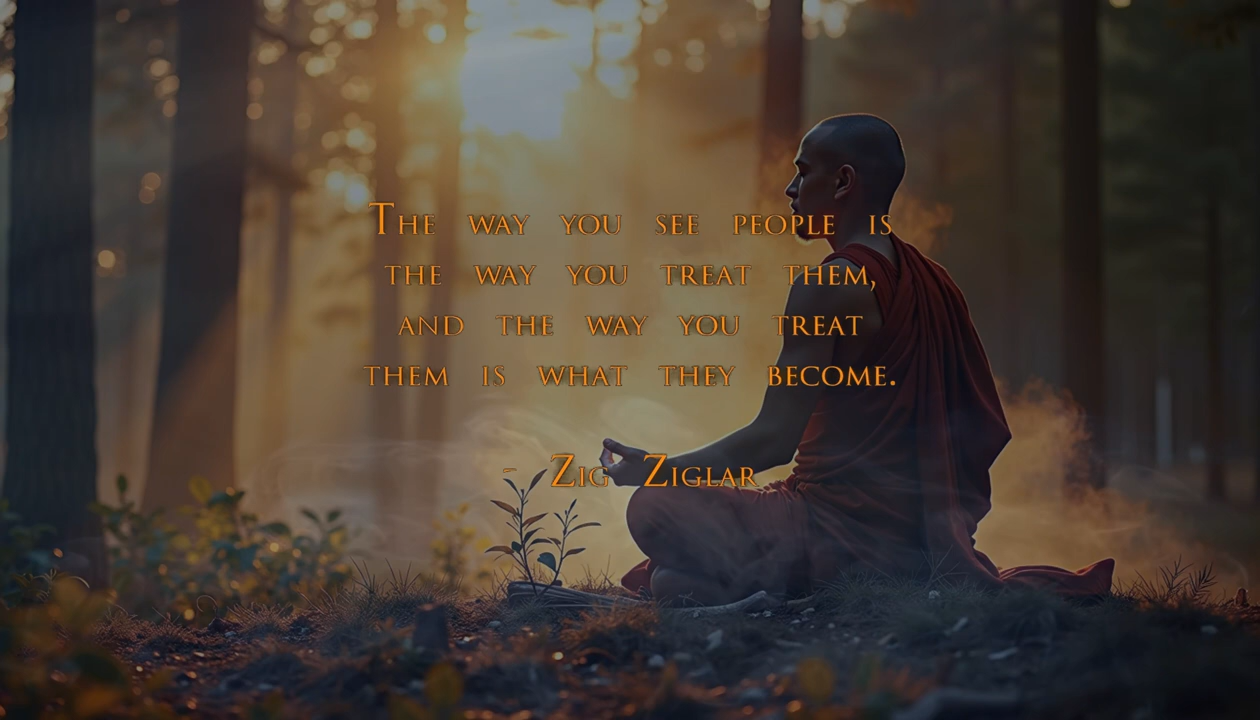 The way you see people is
the way you treat them,
and the way you treat
them is what they become.
- Zig Ziglar